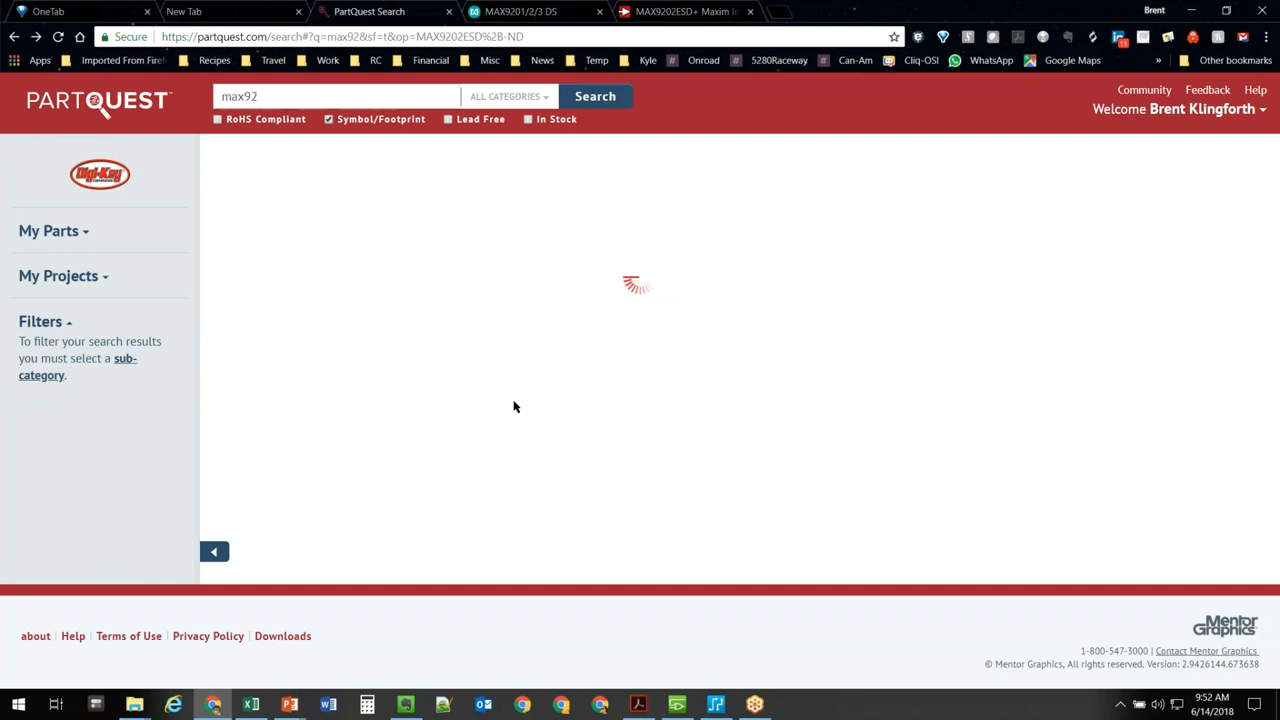 OneTab
New Tab
PartQuest Search
MAX9201/2/3 DS
MAX9202ESD+ Maxim In
Brent
Secure
https://partquest.com/search#?q=max92&sf=t&op=MAX9202ESD%2B-ND
11
Apps
Imported From Firef
Recipes
Travel
Work
RC
Financial
Misc
News
Temp
Kyle
Onroad
5280Raceway
Can-Am
Cliq-OSI
WhatsApp
Google Maps
»
Other bookmarks
PARTQUEST™
max92
ALL CATEGORIES
Search
RoHS Compliant
Symbol/Footprint
Lead Free
In Stock
Community
Feedback
Help
Welcome Brent Klingforth
Digi-Key
My Parts
My Projects
Filters
To filter your search results
you must select a sub-
category.
about
Help
Terms of Use
Privacy Policy
Downloads
Mentor
Graphics
1-800-547-3000 | Contact Mentor Graphics
© Mentor Graphics, All rights reserved. Version: 2.9426144.673638
9:52 AM
6/14/2018